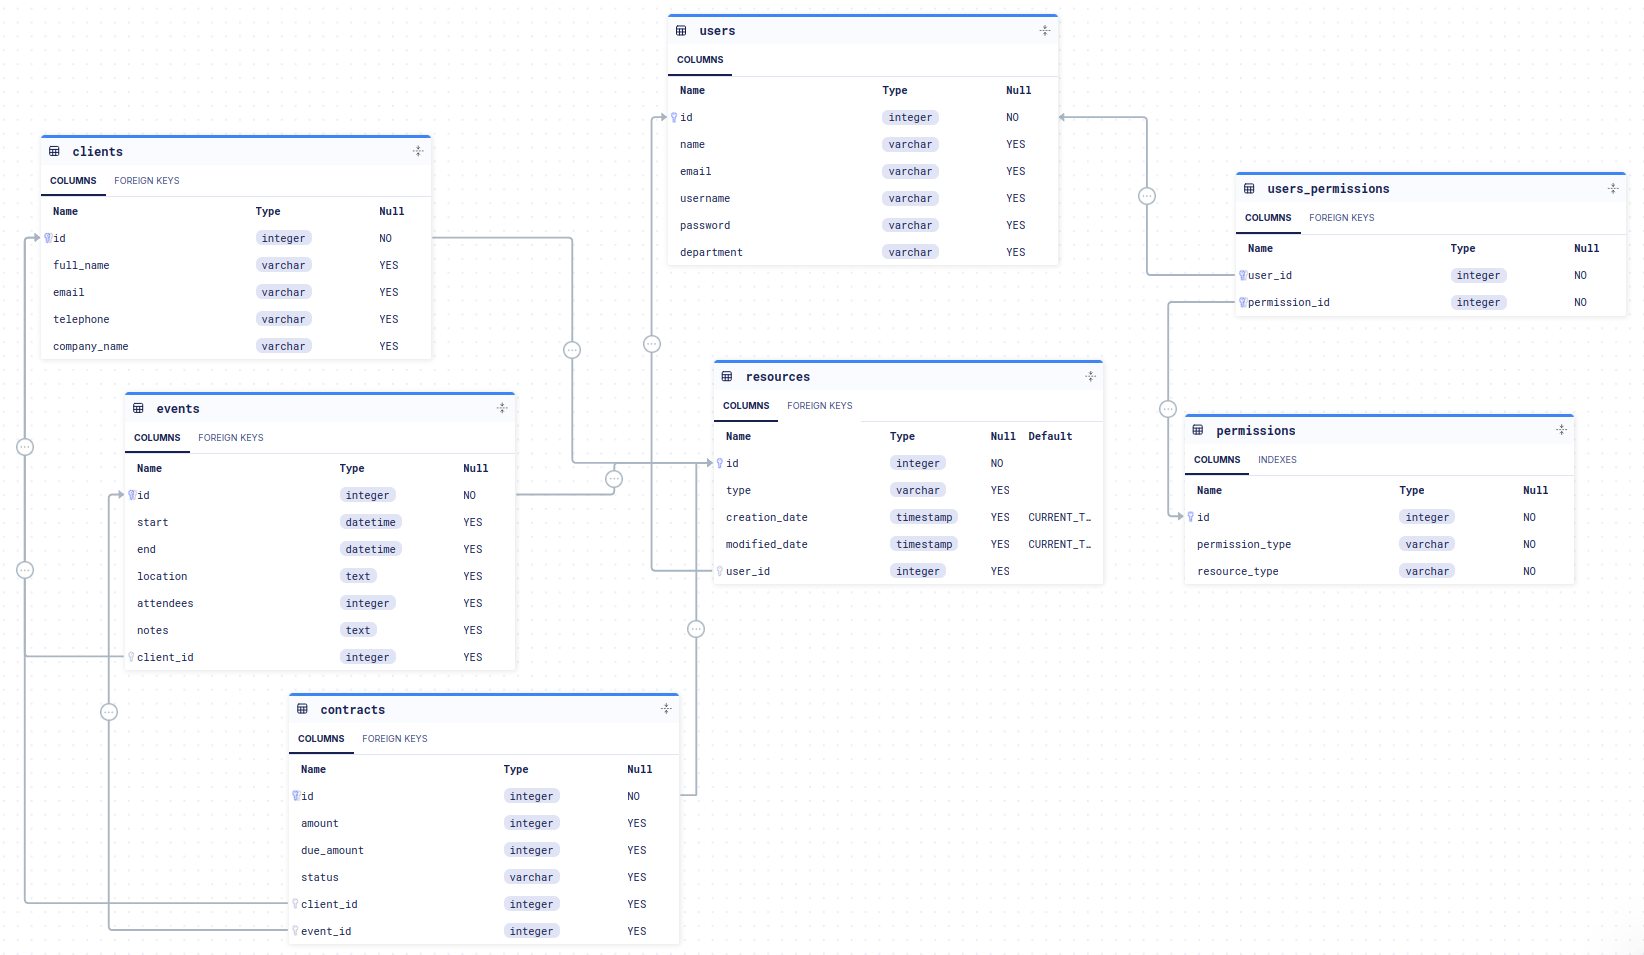 users
COLUMNS
Name Type Null
id integer NO
name varchar YES
email varchar YES
username varchar YES
password varchar YES
department varchar YES
clients
COLUMNS FOREIGN KEYS
Name Type Null
id integer NO
full_name varchar YES
email varchar YES
telephone varchar YES
company_name varchar YES
users_permissions
COLUMNS FOREIGN KEYS
Name Type Null
user_id integer NO
permission_id integer NO
resources
COLUMNS FOREIGN KEYS
Name Type Null Default
id integer NO
type varchar YES
creation_date timestamp YES CURRENT_T…
modified_date timestamp YES CURRENT_T…
user_id integer YES
events
COLUMNS FOREIGN KEYS
Name Type Null
id integer NO
start datetime YES
end datetime YES
location text YES
attendees integer YES
notes text YES
client_id integer YES
permissions
COLUMNS INDEXES
Name Type Null
id integer NO
permission_type varchar NO
resource_type varchar NO
contracts
COLUMNS FOREIGN KEYS
Name Type Null
id integer NO
amount integer YES
due_amount integer YES
status varchar YES
client_id integer YES
event_id integer YES